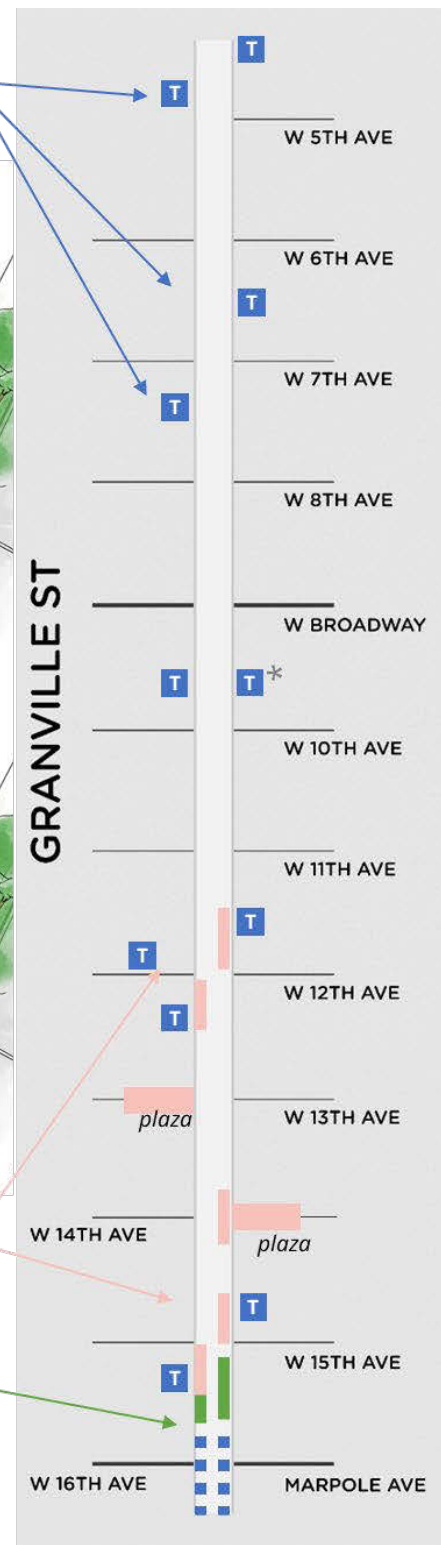 T
T
W 5TH AVE
W 6TH AVE
T
W 7TH AVE
T
W 8TH AVE
GRANVILLE ST
W BROADWAY
T T*
W 10TH AVE
W 11TH AVE
T
T
W 12TH AVE
T
plaza
W 13TH AVE
W 14TH AVE
plaza
T
W 15TH AVE
T
W 16TH AVE MARPOLE AVE